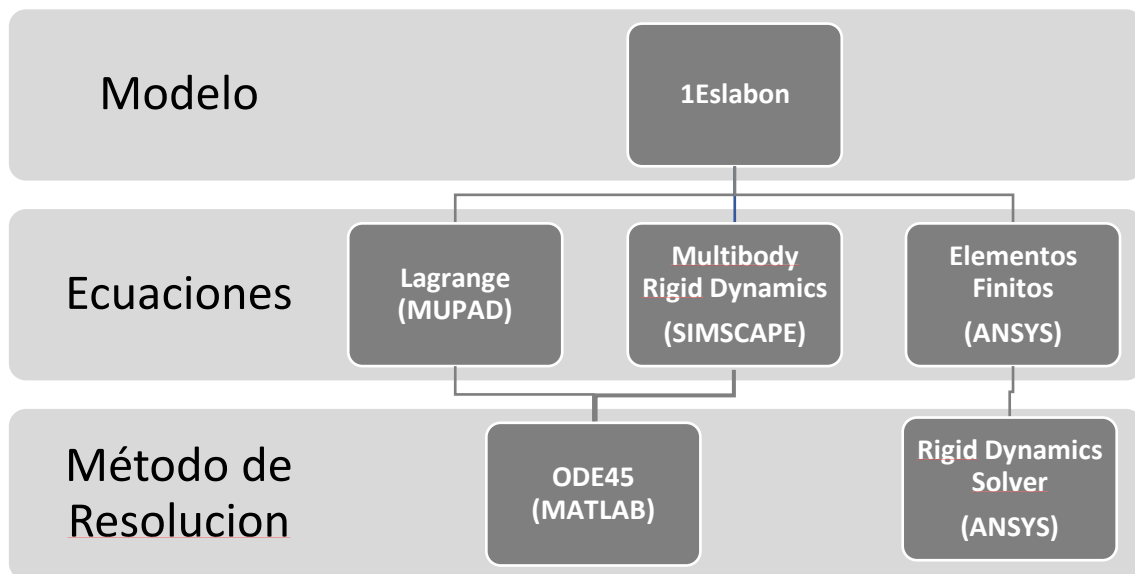 Modelo
1Eslabon
Ecuaciones
Lagrange
(MUPAD)
Multibody
Rigid Dynamics
(SIMSCAPE)
Elementos
Finitos
(ANSYS)
Método de
Resolucion
ODE45
(MATLAB)
Rigid Dynamics
Solver
(ANSYS)